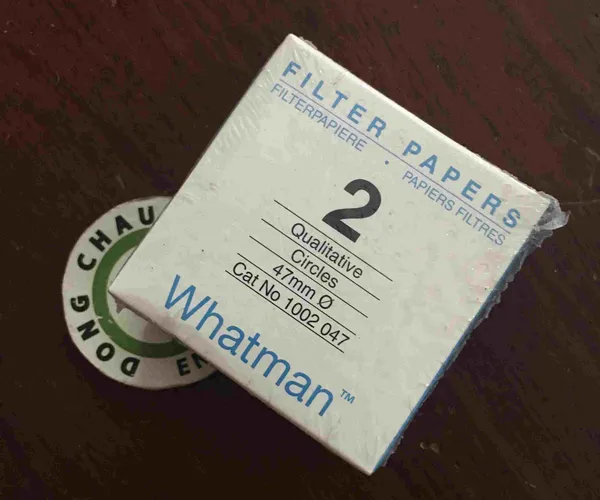 FILTER PAPERS
FILTERPAPIERE · PAPIERS FILTRES
2
Qualitative
Circles
47mm Ø
Cat No 1002 047
Whatman™
DONG CHAU